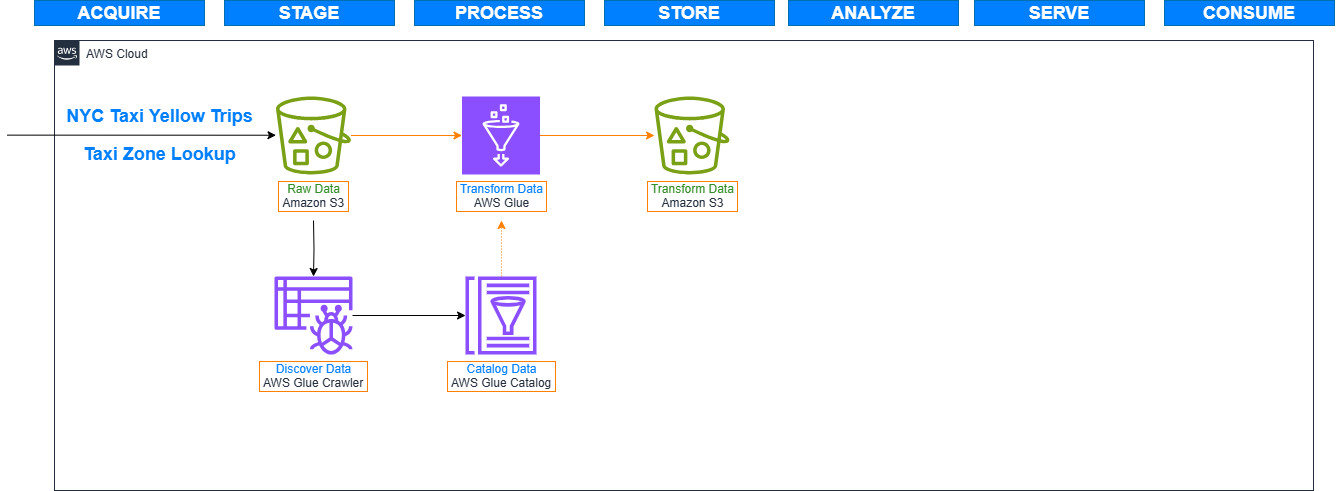 ACQUIRE
STAGE
PROCESS
STORE
ANALYZE
SERVE
CONSUME
aws
AWS Cloud
NYC Taxi Yellow Trips
Taxi Zone Lookup
Raw Data
Amazon S3
Transform Data
AWS Glue
Transform Data
Amazon S3
Discover Data
AWS Glue Crawler
Catalog Data
AWS Glue Catalog